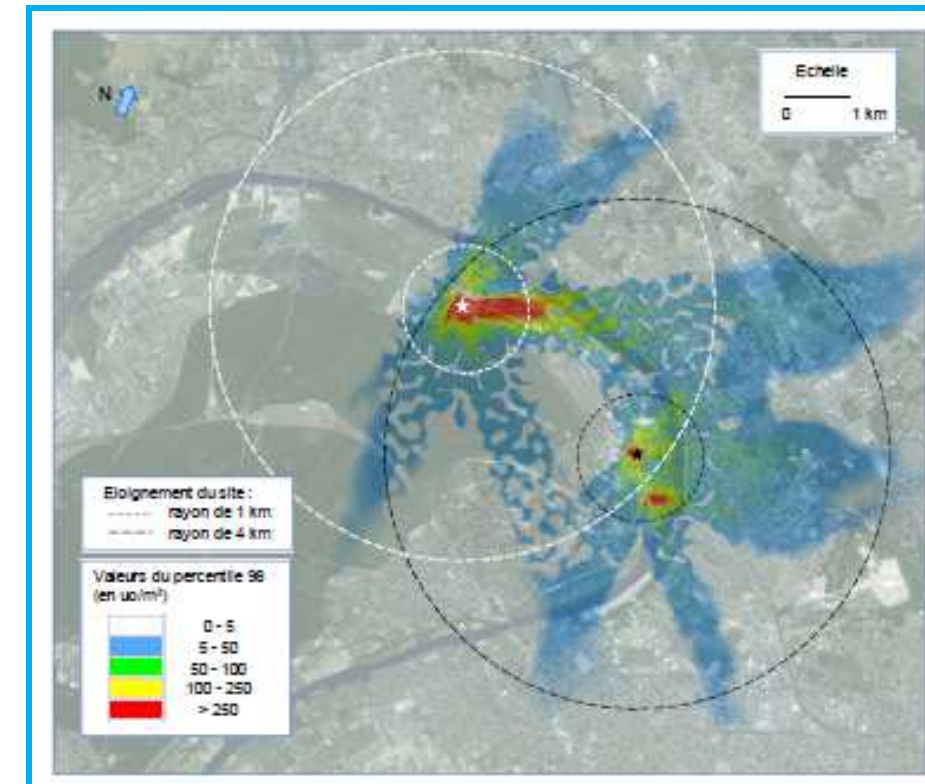 N
Echelle
0 1 km
Eloignement du site :
rayon de 1 km
rayon de 4 km
Valeurs du percentile 98
(en uo/m³)
0 - 5
5 - 50
50 - 100
100 - 250
> 250